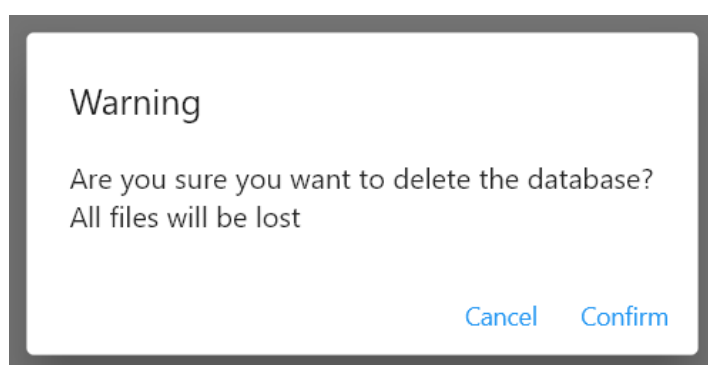 Warning
Are you sure you want to delete the database?
All files will be lost
Cancel Confirm